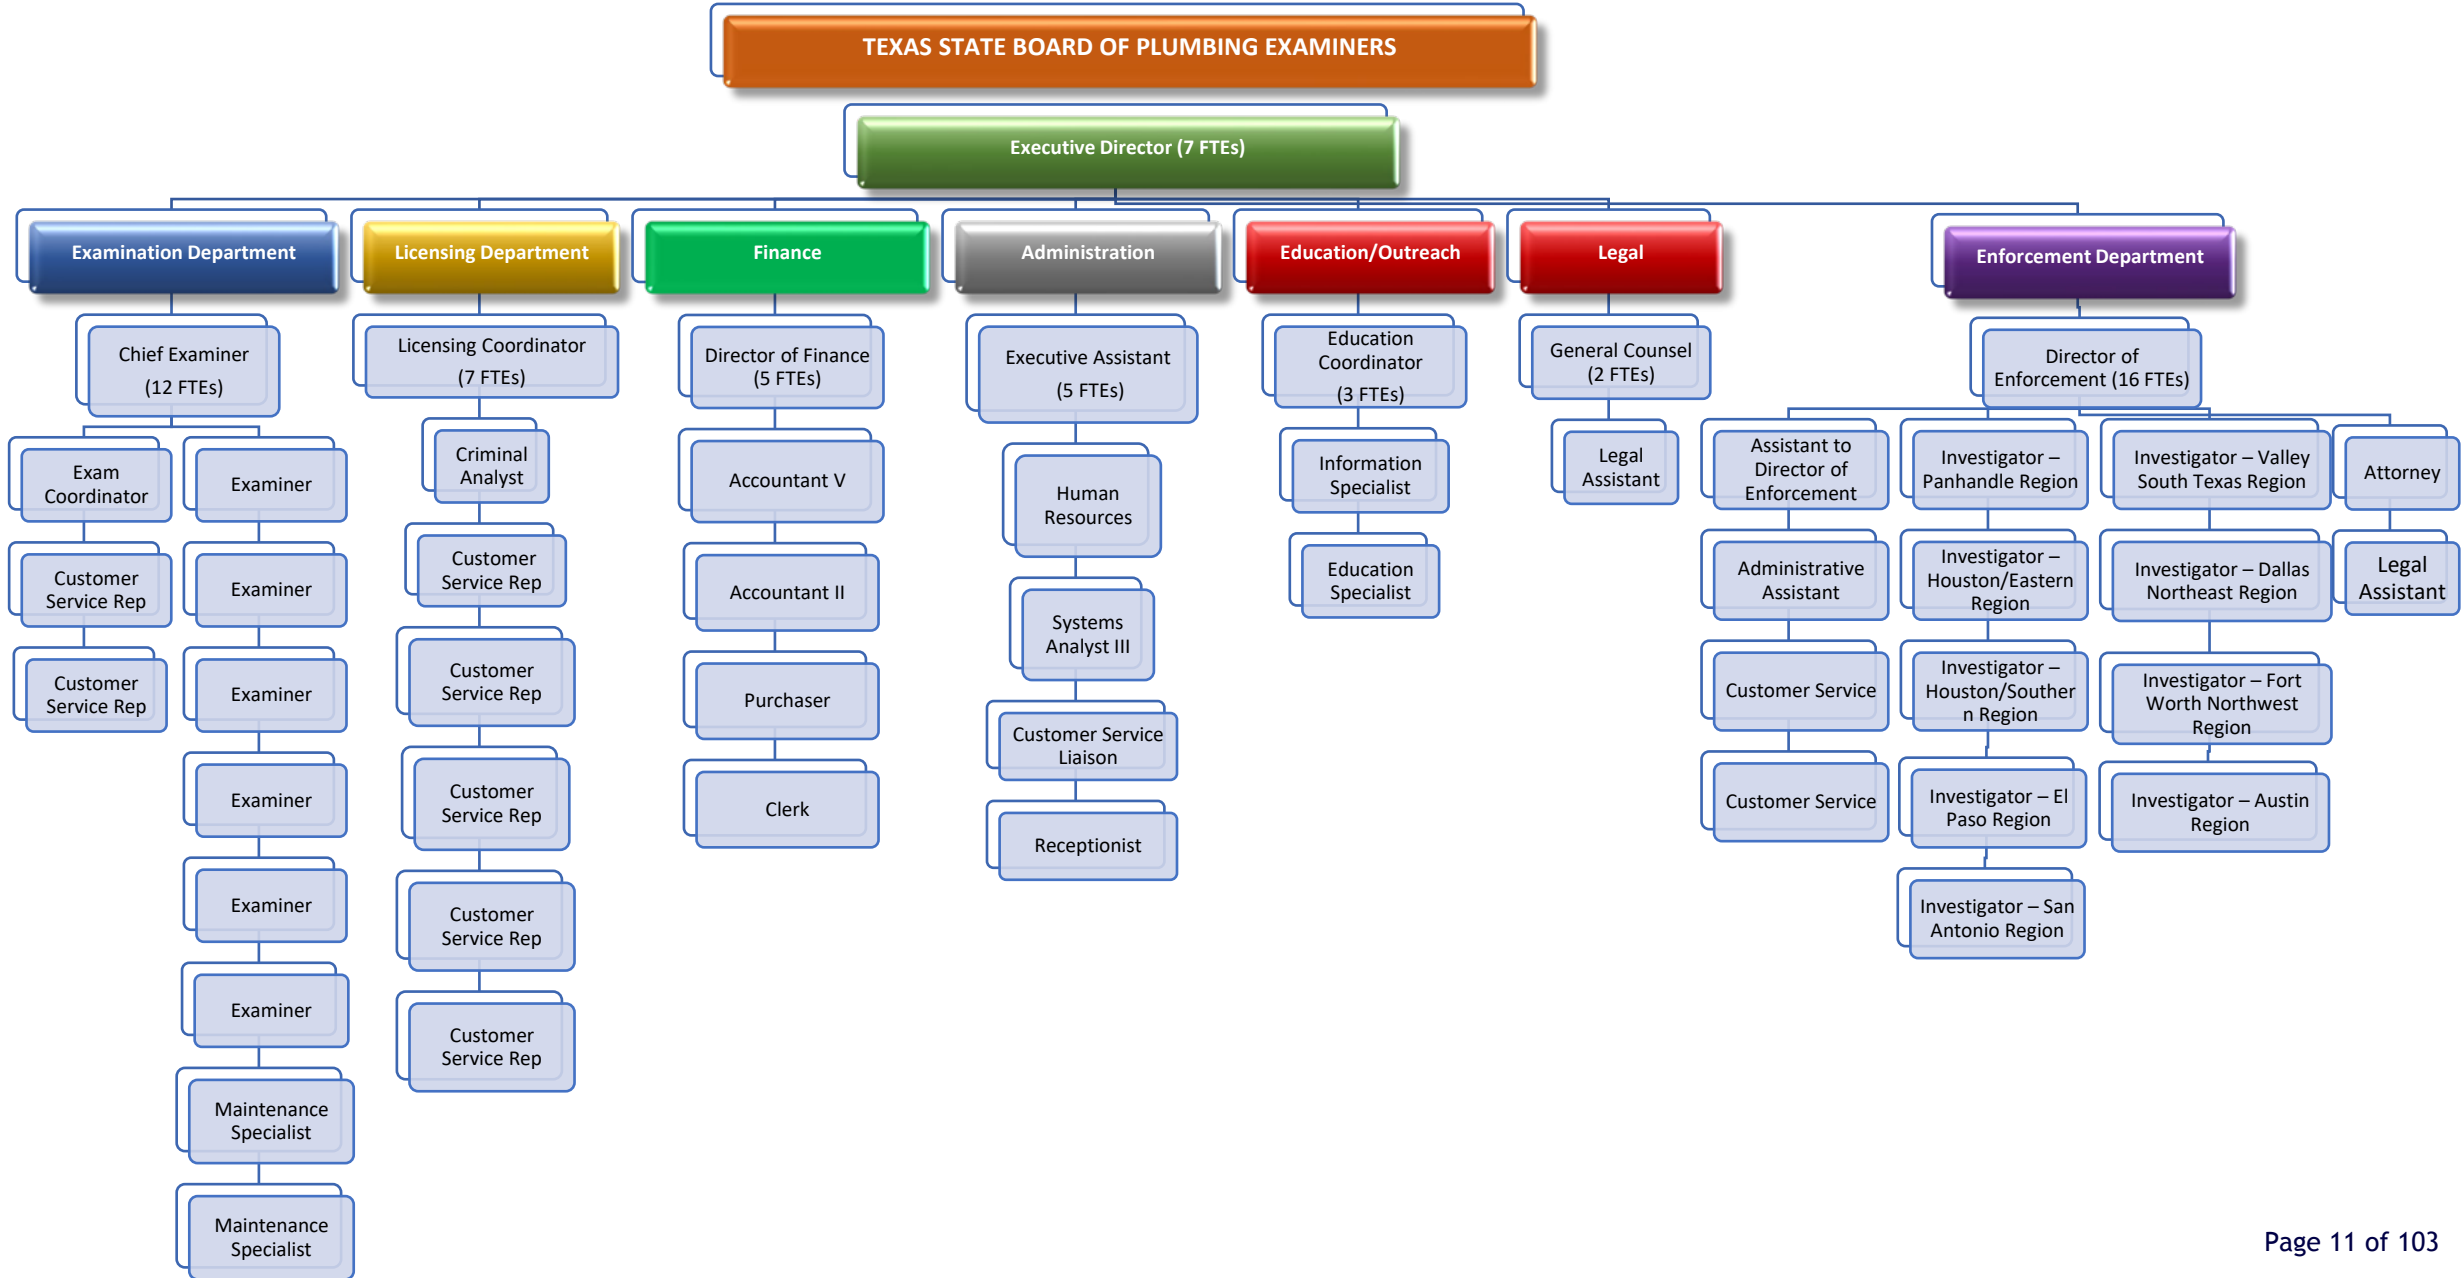 TEXAS STATE BOARD OF PLUMBING EXAMINERS
Executive Director (7 FTEs)
Examination Department
Licensing Department
Finance
Administration
Education/Outreach
Legal
Enforcement Department
Chief Examiner
(12 FTEs)
Exam
Coordinator
Customer
Service Rep
Customer
Service Rep
Examiner
Examiner
Examiner
Examiner
Examiner
Examiner
Maintenance
Specialist
Maintenance
Specialist
Licensing Coordinator
(7 FTEs)
Criminal
Analyst
Customer
Service Rep
Customer
Service Rep
Customer
Service Rep
Customer
Service Rep
Customer
Service Rep
Director of Finance
(5 FTEs)
Accountant V
Accountant II
Purchaser
Clerk
Executive Assistant
(5 FTEs)
Human
Resources
Systems
Analyst III
Customer Service
Liaison
Receptionist
Education
Coordinator
(3 FTEs)
Information
Specialist
Education
Specialist
General Counsel
(2 FTEs)
Legal
Assistant
Director of
Enforcement (16 FTEs)
Assistant to
Director of
Enforcement
Administrative
Assistant
Customer Service
Customer Service
Investigator –
Panhandle Region
Investigator –
Houston/Eastern
Region
Investigator –
Houston/Souther
n Region
Investigator – El
Paso Region
Investigator – San
Antonio Region
Investigator – Valley
South Texas Region
Investigator – Dallas
Northeast Region
Investigator – Fort
Worth Northwest
Region
Investigator – Austin
Region
Attorney
Legal
Assistant
Page 11 of 103